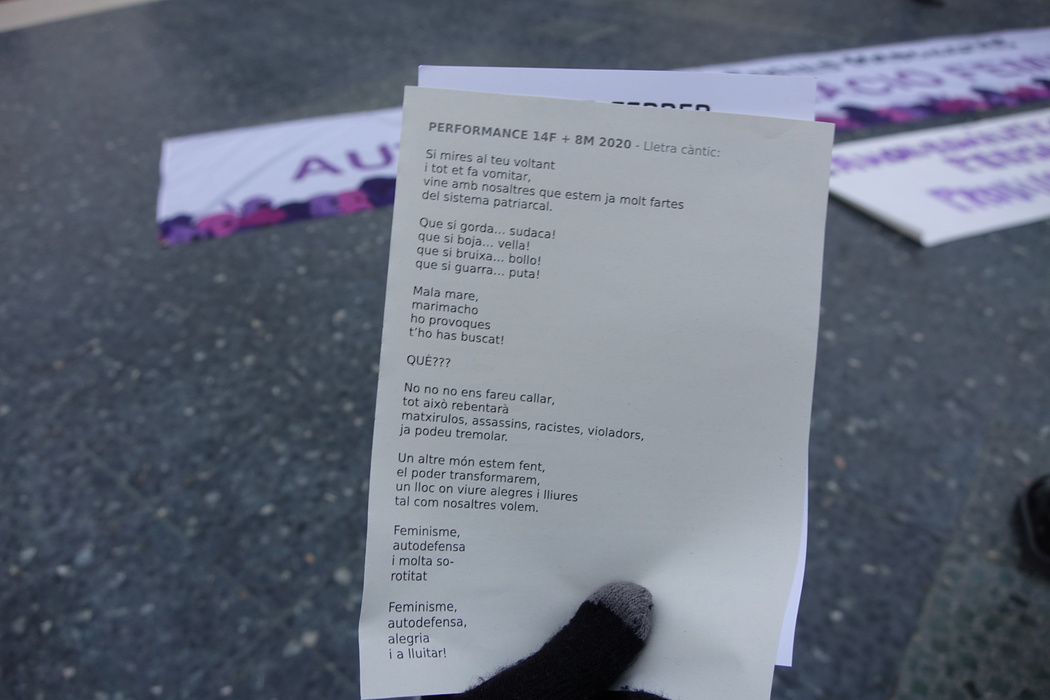 PERFORMANCE 14F + 8M 2020 - Lletra càntic:
Si mires al teu voltant
i tot et fa vomitar,
vine amb nosaltres que estem ja molt fartes
del sistema patriarcal.
Que si gorda... sudaca!
que si boja... vella!
que si bruixa... bollo!
que si guarra... puta!
Mala mare,
marimacho
ho provoques
t'ho has buscat!
QUÈ???
No no no ens fareu callar,
tot això rebentarà
matxirulos, assassins, racistes, violadors,
ja podeu tremolar.
Un altre món estem fent,
el poder transformarem,
un lloc on viure alegres i lliures
tal com nosaltres volem.
Feminisme,
autodefensa
i molta so-
rotitat
Feminisme,
autodefensa,
alegria
i a lluitar!